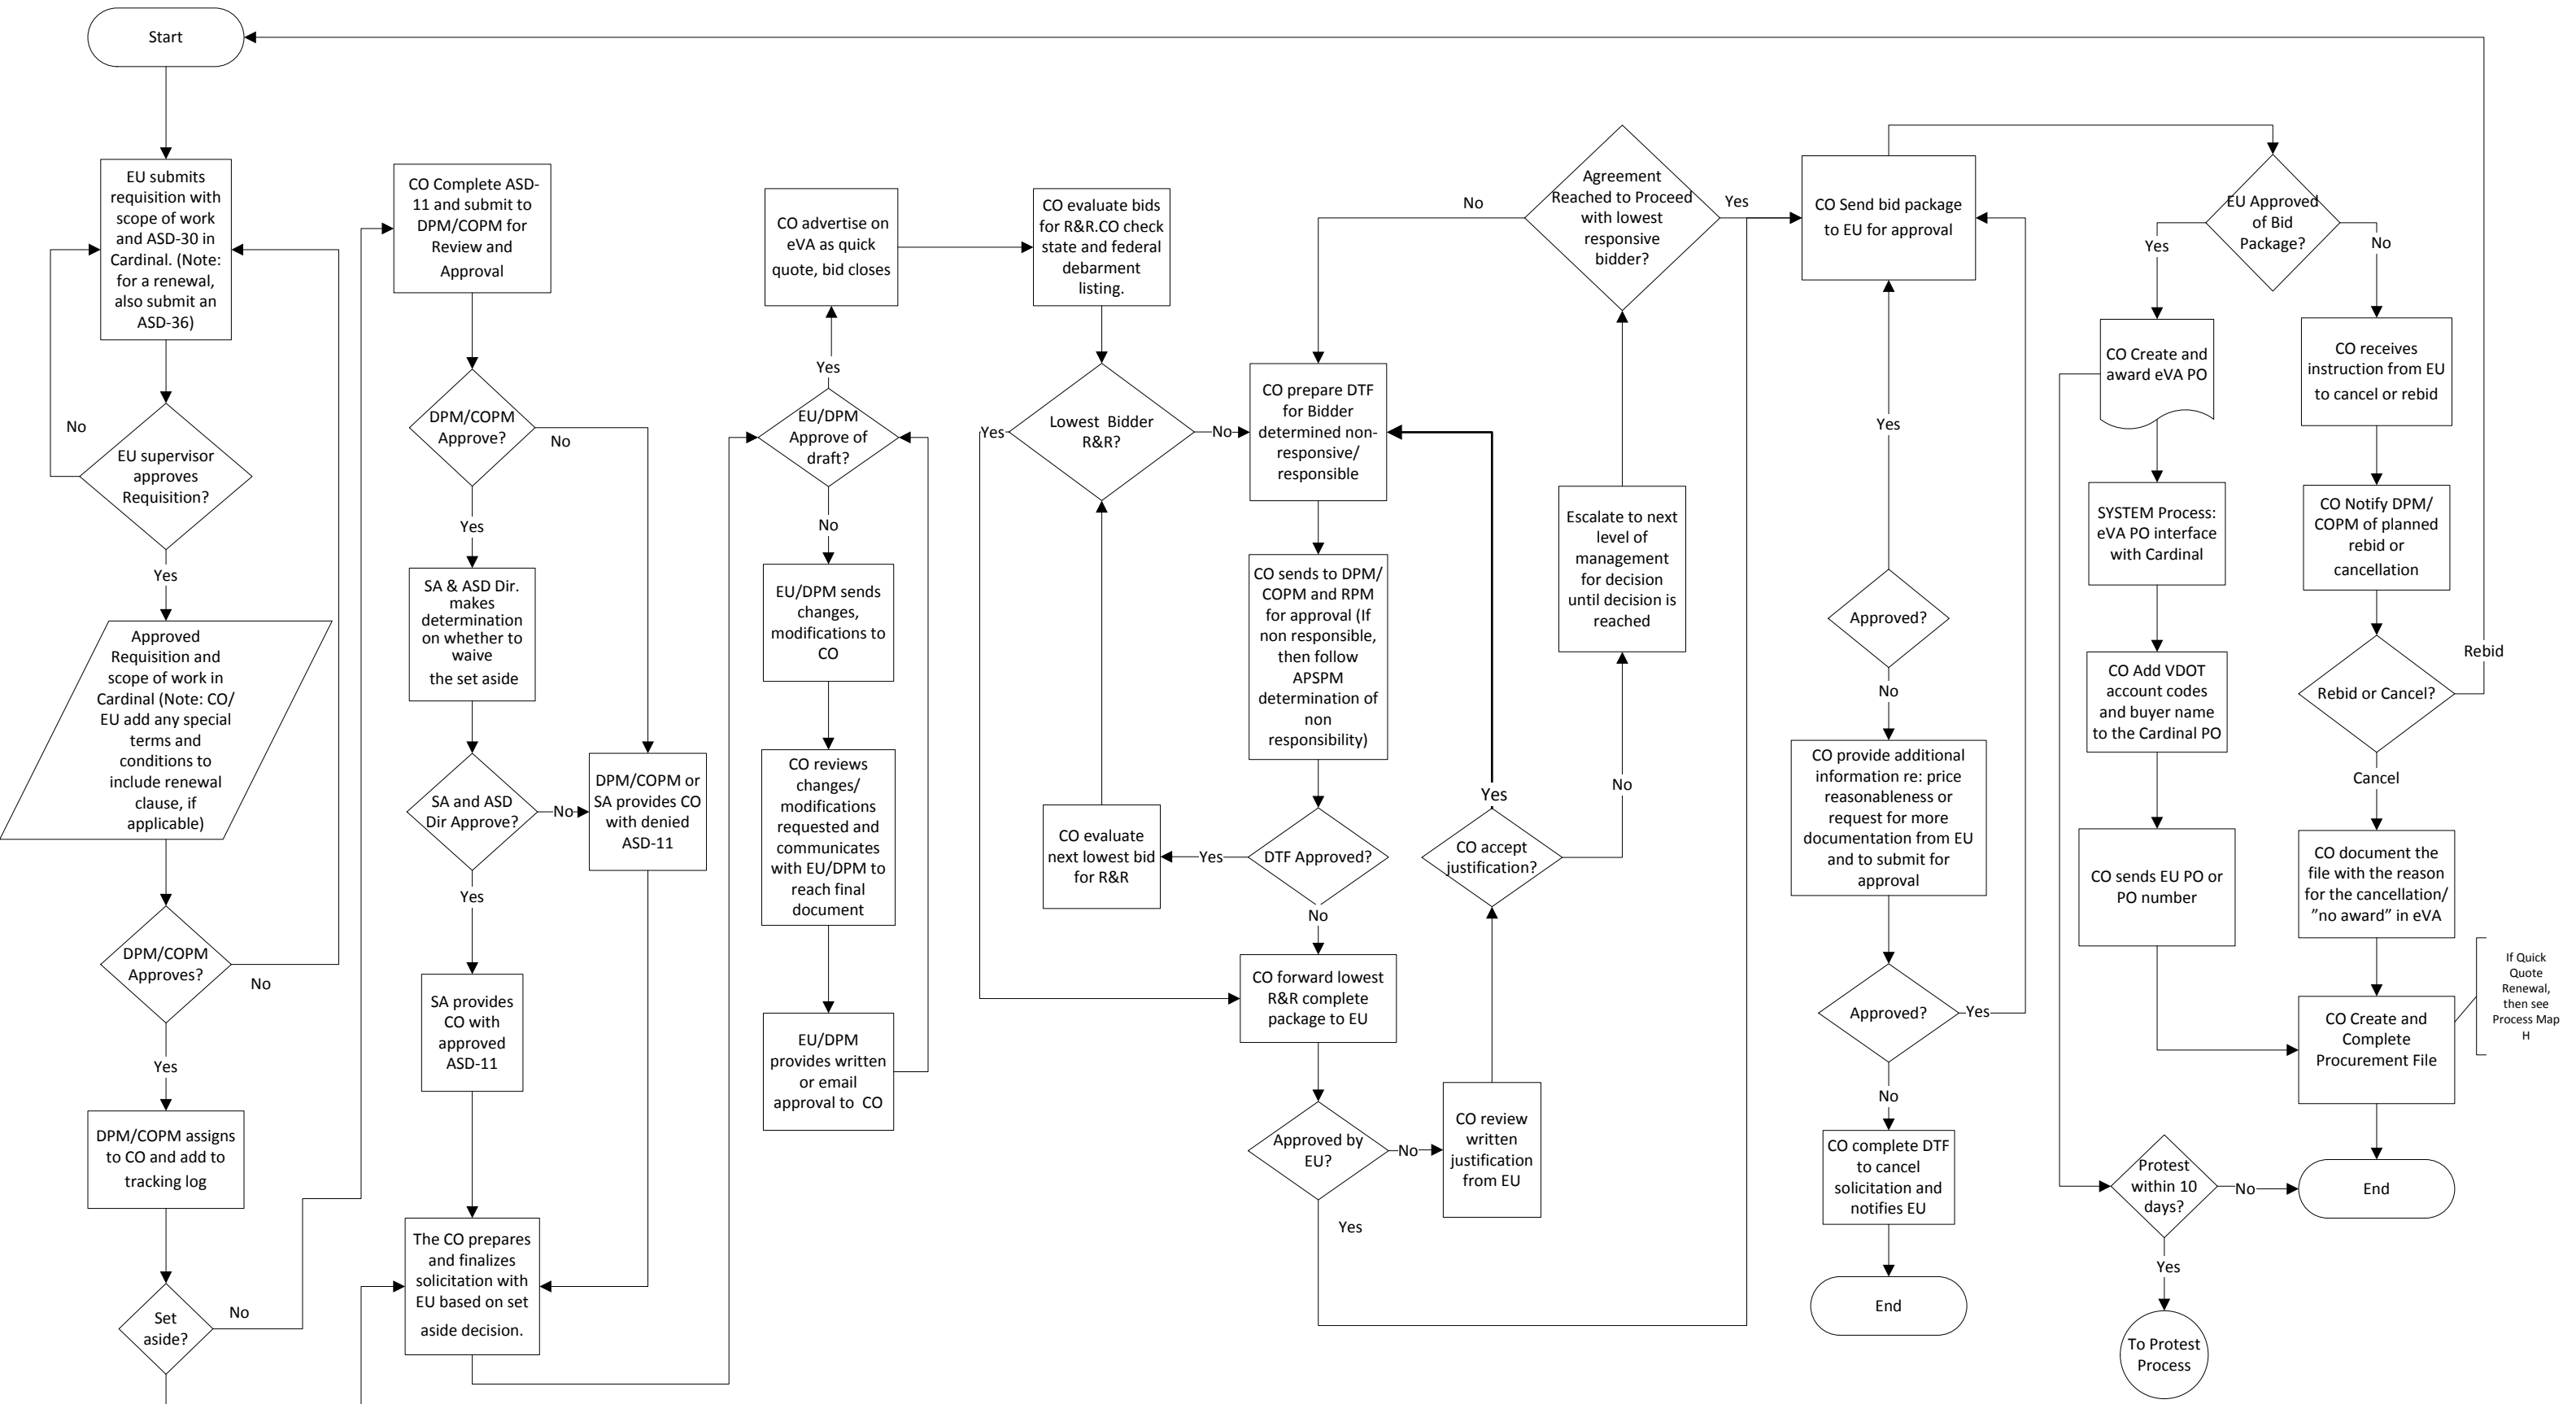 Start
EU submits
requisition with
scope of work
and ASD-30 in
Cardinal. (Note:
for a renewal,
also submit an
ASD-36)
No
EU supervisor
approves
Requisition?
Yes
Approved
Requisition and
scope of work in
Cardinal (Note: CO/
EU add any special
terms and
conditions to
include renewal
clause, if
applicable)
DPM/COPM
Approves?
No
Yes
DPM/COPM assigns
to CO and add to
tracking log
Set
aside?
No
CO Complete ASD-
11 and submit to
DPM/COPM for
Review and
Approval
DPM/COPM
Approve?
No
Yes
SA & ASD Dir.
makes
determination
on whether to
waive
the set aside
SA and ASD
Dir Approve?
No
DPM/COPM or
SA provides CO
with denied
ASD-11
Yes
SA provides
CO with
approved
ASD-11
The CO prepares
and finalizes
solicitation with
EU based on set
aside decision.
CO advertise on
eVA as quick
quote, bid closes
Yes
EU/DPM
Approve of
draft?
No
EU/DPM sends
changes,
modifications to
CO
CO reviews
changes/
modifications
requested and
communicates
with EU/DPM to
reach final
document
EU/DPM
provides written
or email
approval to CO
CO evaluate bids
for R&R.CO check
state and federal
debarment
listing.
Yes
Lowest Bidder
R&R?
No
CO evaluate
next lowest bid
for R&R
CO prepare DTF
for Bidder
determined non-
responsive/
responsible
CO sends to DPM/
COPM and RPM
for approval (If
non responsible,
then follow
APSPM
determination of
non
responsibility)
Yes
DTF Approved?
No
CO forward lowest
R&R complete
package to EU
Approved by
EU?
No
Yes
CO review
written
justification
from EU
CO accept
justification?
Yes
No
Escalate to next
level of
management
for decision
until decision is
reached
Agreement
Reached to Proceed
with lowest
responsive
bidder?
No
Yes
CO Send bid package
to EU for approval
Yes
Approved?
No
CO provide additional
information re: price
reasonableness or
request for more
documentation from EU
and to submit for
approval
Approved?
Yes
No
CO complete DTF
to cancel
solicitation and
notifies EU
End
EU Approved
of Bid
Package?
Yes
No
CO Create and
award eVA PO
SYSTEM Process:
eVA PO interface
with Cardinal
CO Add VDOT
account codes
and buyer name
to the Cardinal PO
CO sends EU PO or
PO number
Protest
within 10
days?
No
Yes
To Protest
Process
CO receives
instruction from EU
to cancel or rebid
CO Notify DPM/
COPM of planned
rebid or
cancellation
Rebid or Cancel?
Rebid
Cancel
CO document the
file with the reason
for the cancellation/
”no award” in eVA
CO Create and
Complete
Procurement File
If Quick
Quote
Renewal,
then see
Process Map
H
End